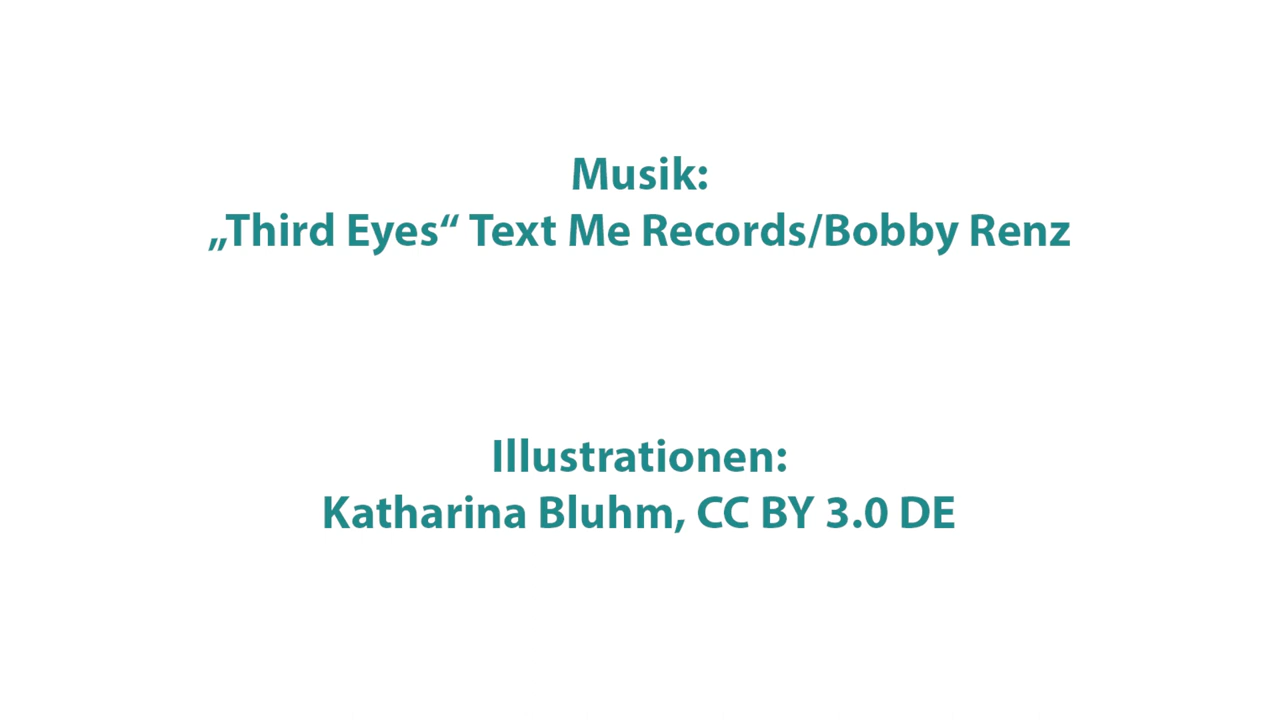 Musik:
„Third Eyes“ Text Me Records/Bobby Renz
Illustrationen:
Katharina Bluhm, CC BY 3.0 DE